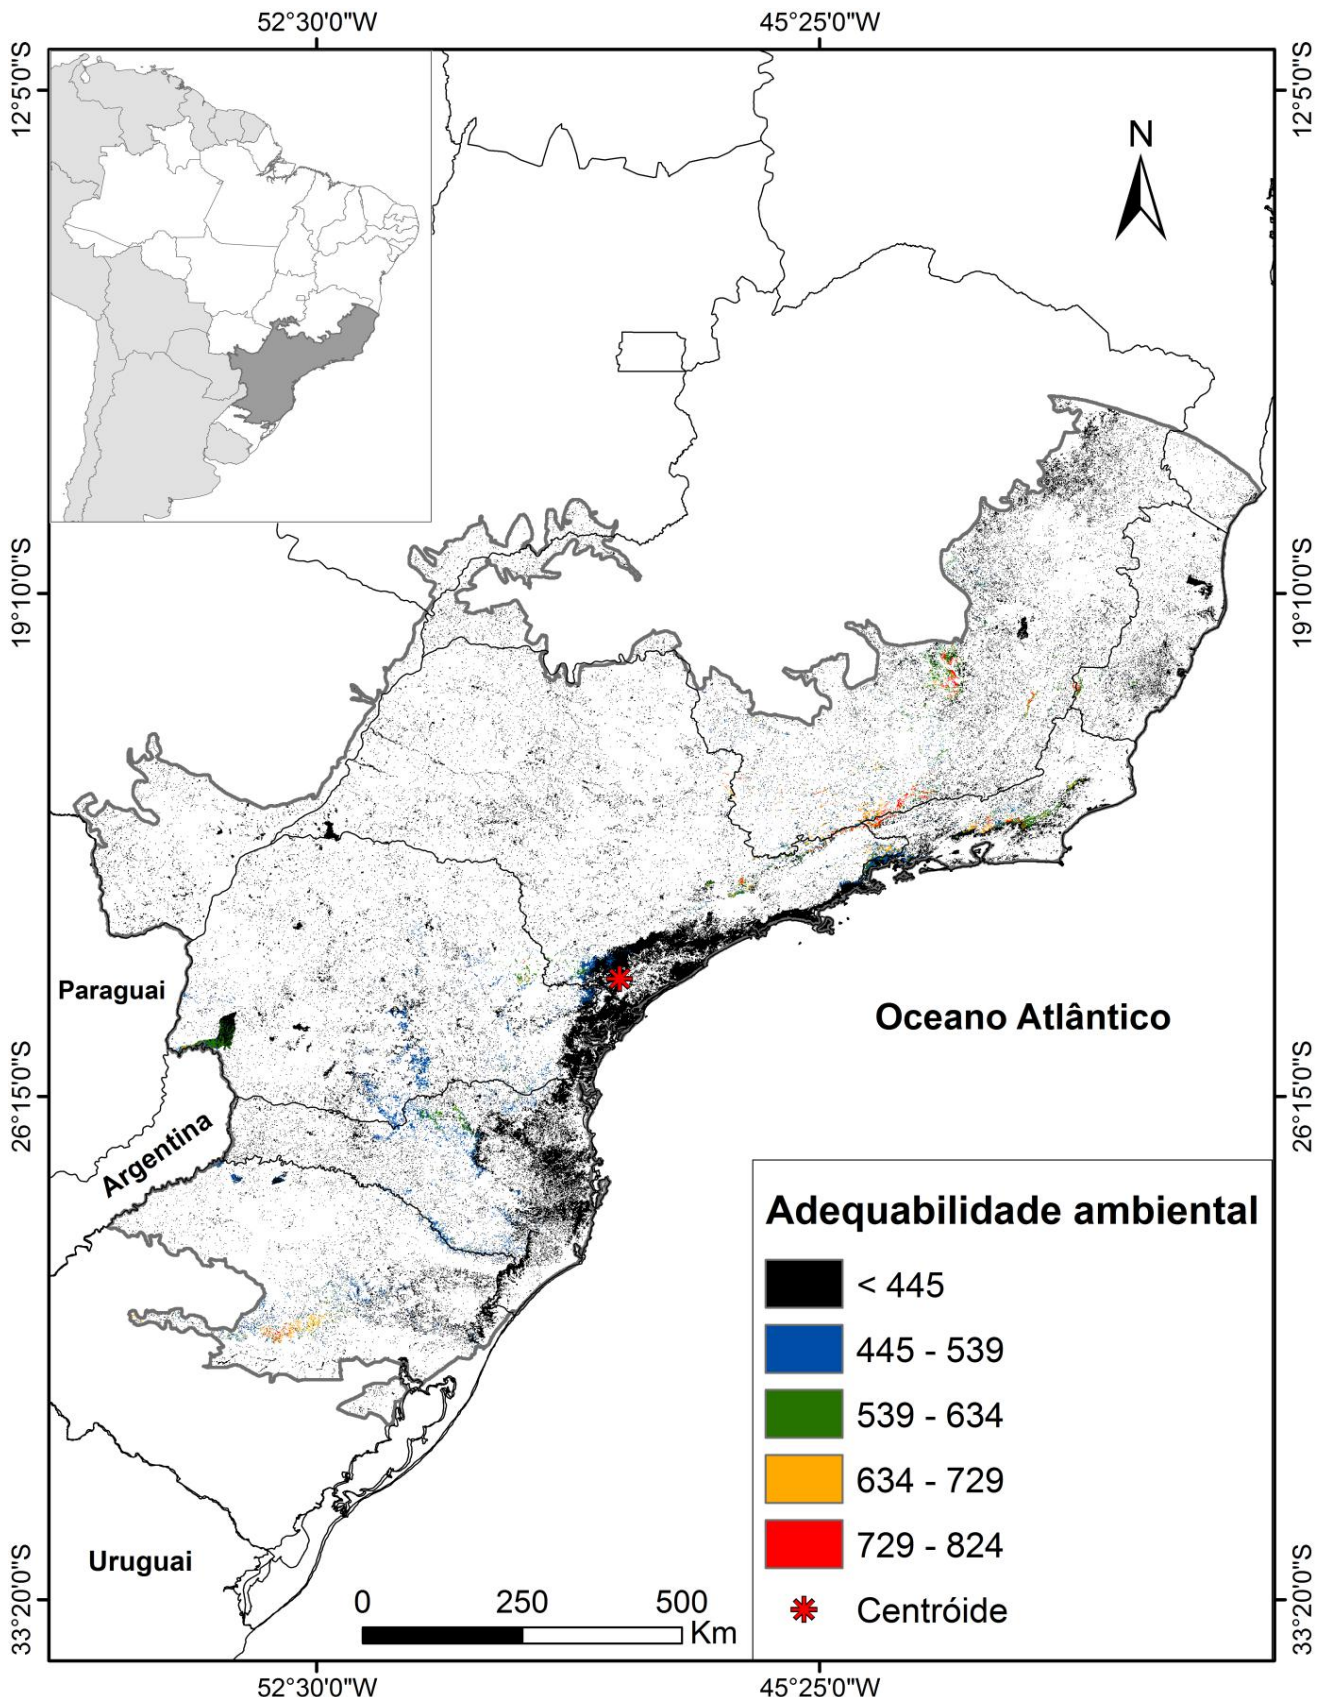 52°30'0"W
45°25'0"W
12°5'0"S
12°5'0"S
N
19°10'0"S
19°10'0"S
Paraguai
Oceano Atlântico
26°15'0"S
26°15'0"S
Argentina
Adequabilidade ambiental
< 445
445 - 539
539 - 634
634 - 729
729 - 824
Centróide
Uruguai
0 250 500
Km
33°20'0"S
33°20'0"S
52°30'0"W
45°25'0"W